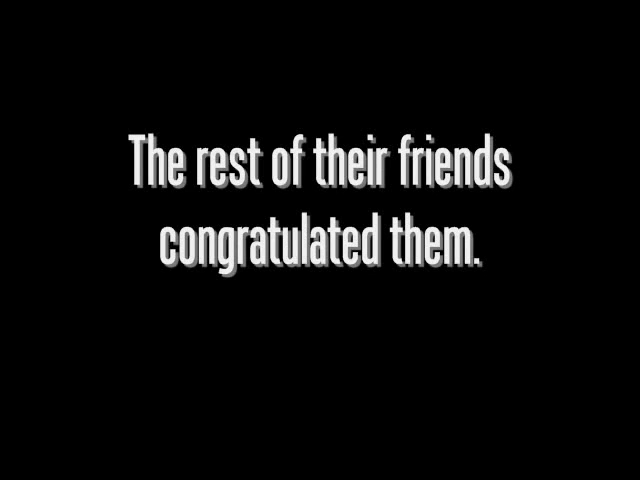 The rest of their friends
congratulated them.